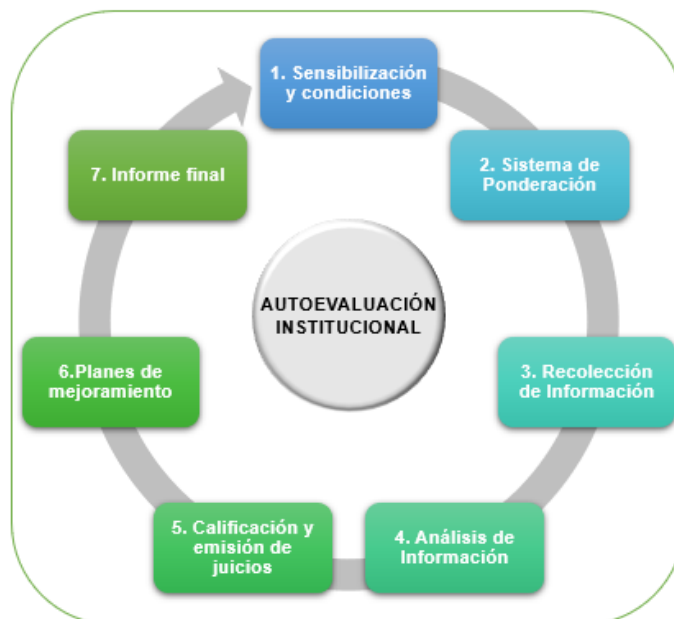 1. Sensibilización
y condiciones
2. Sistema de
Ponderación
3. Recolección
de Información
4. Análisis de
Información
5. Calificación y
emisión de
juicios
6.Planes de
mejoramiento
7. Informe final
AUTOEVALUACIÓN
INSTITUCIONAL